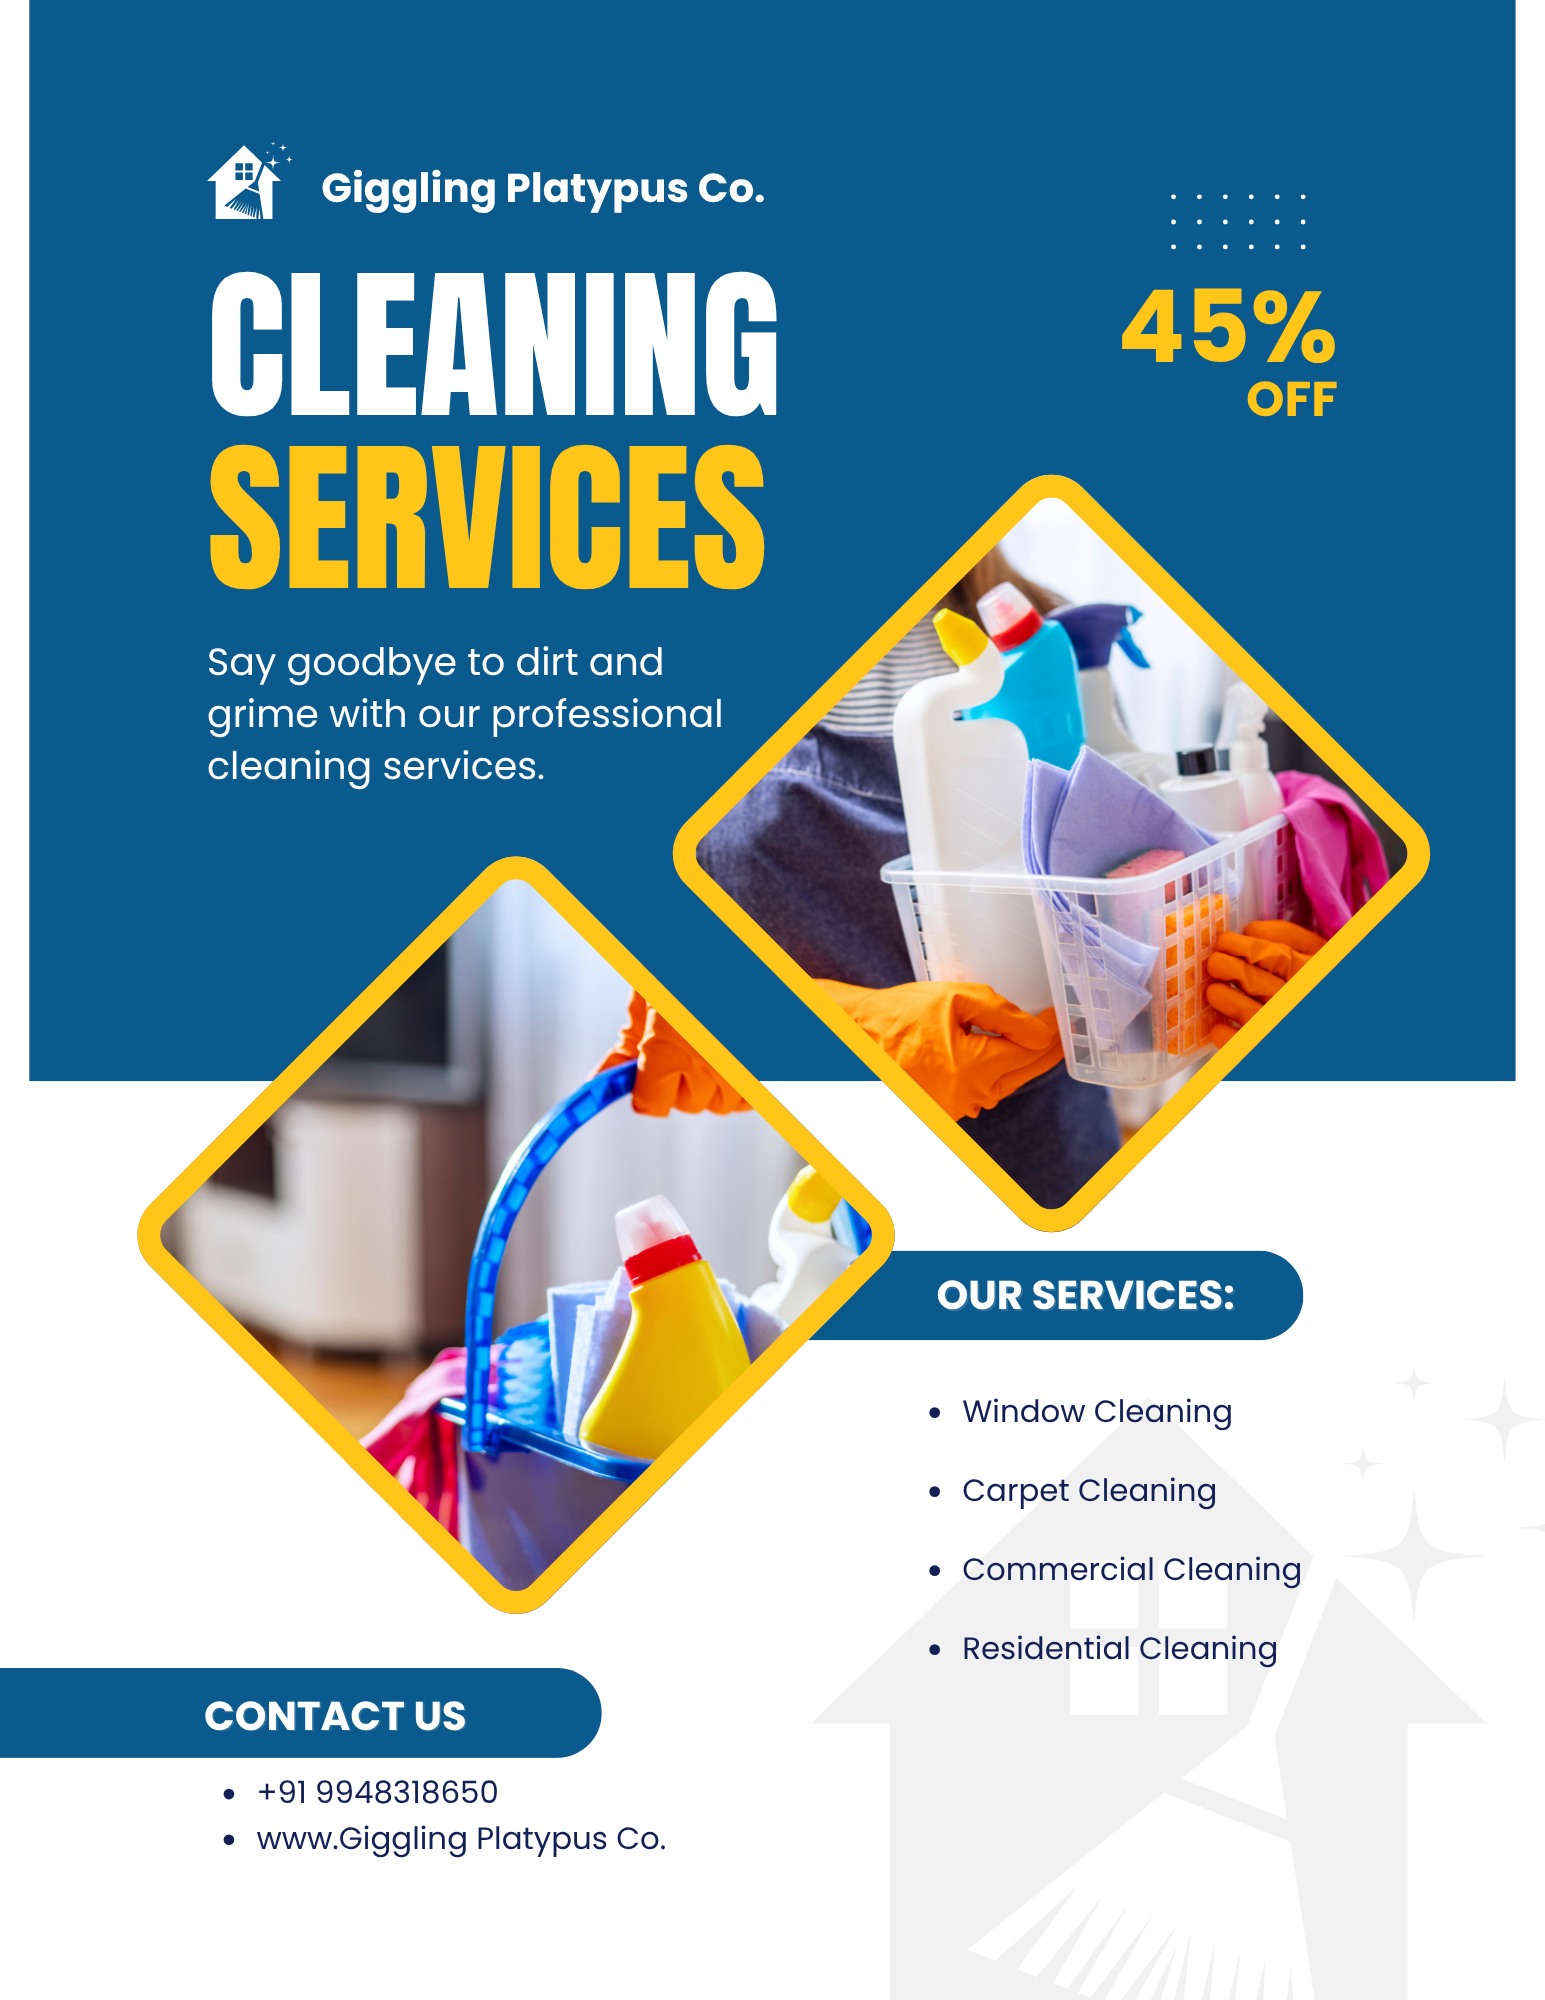 Giggling Platypus Co.
CLEANING
SERVICES
45%
OFF
Say goodbye to dirt and
grime with our professional
cleaning services.
OUR SERVICES:
• Window Cleaning
• Carpet Cleaning
• Commercial Cleaning
• Residential Cleaning
CONTACT US
• +91 9948318650
• www.Giggling Platypus Co.